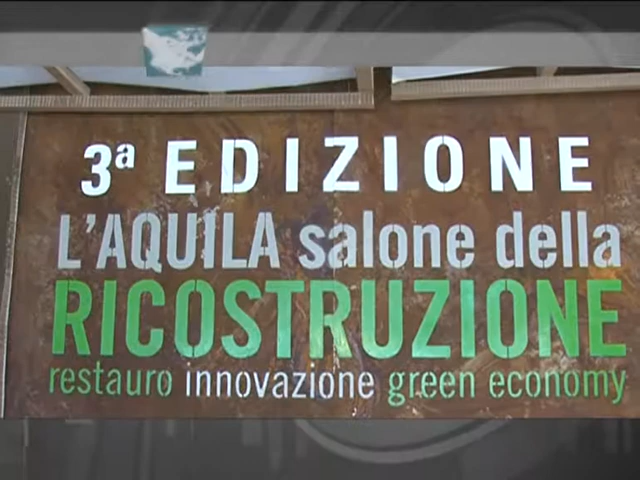 3ª EDIZIONE
L'AQUILA salone della
RICOSTRUZIONE
restauro innovazione green economy